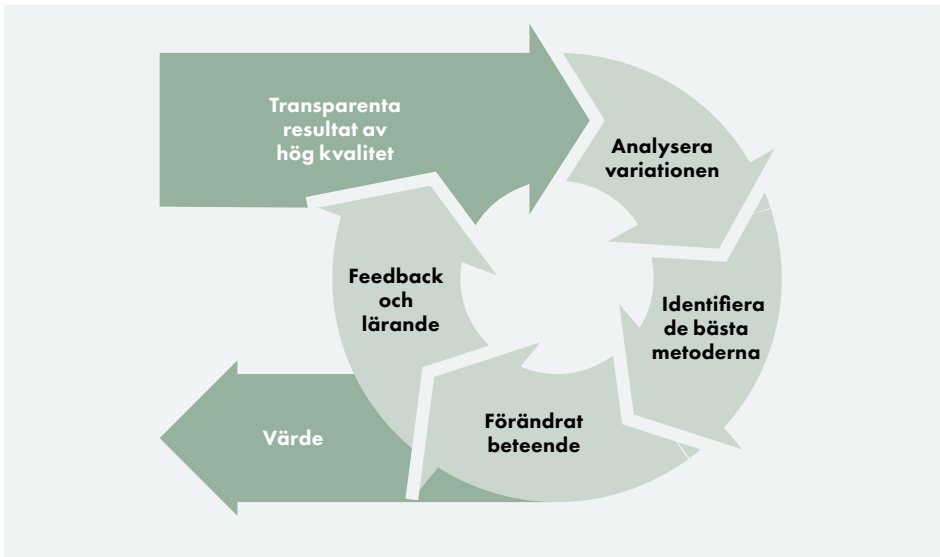 Transparenta
resultat av
hög kvalitet
Analysera
variationen
Identifiera
de bästa
metoderna
Förändrat
beteende
Feedback
och
lärande
Värde